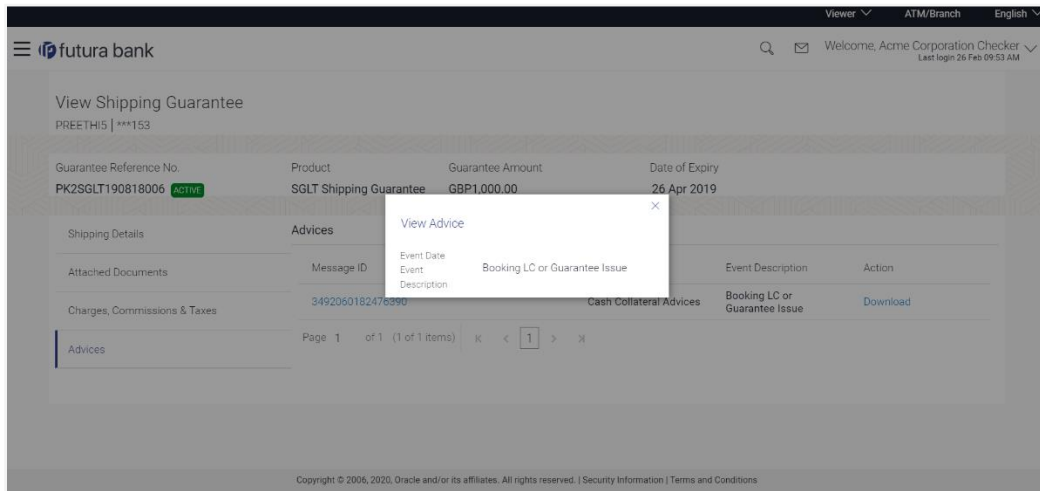 Viewer ATM/Branch English
futura bank
Welcome, Acme Corporation Checker
Last login 26 Feb 09:53 AM
View Shipping Guarantee
PREETHI5 | ***153
Guarantee Reference No. Product Guarantee Amount Date of Expiry
PK2SGLT190818006 ACTIVE SGLT Shipping Guarantee GBP1,000.00 26 Apr 2019
Shipping Details
Attached Documents
Charges, Commissions & Taxes
Advices
Advices
Message ID Event Description Action
3492060182476390 Cash Collateral Advices Booking LC or Guarantee Issue Download
Page 1 of 1 (1 of 1 items) K < 1 > >|
View Advice
Event Date
Event Description Booking LC or Guarantee Issue
Copyright © 2006, 2020, Oracle and/or its affiliates. All rights reserved. | Security Information | Terms and Conditions